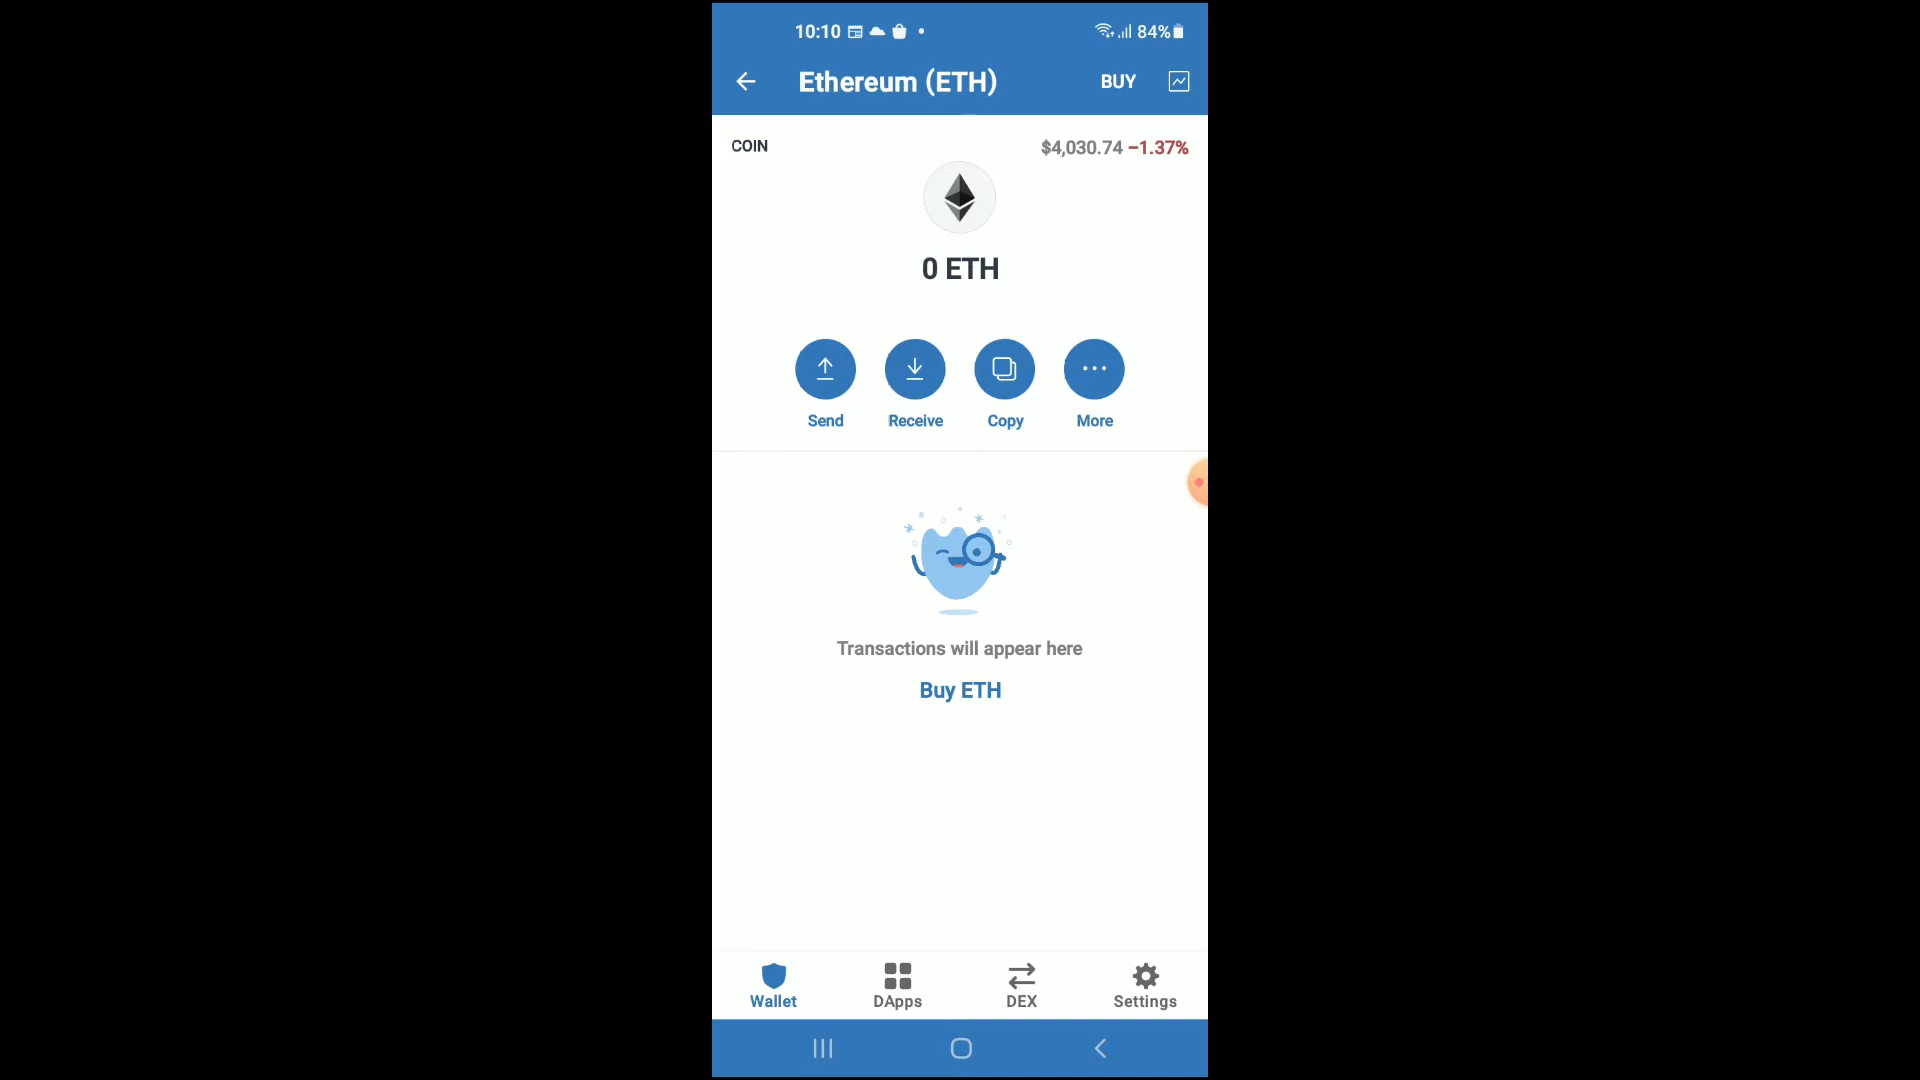 10:10 84%
Ethereum (ETH) BUY
COIN $4,030.74 −1.37%
0 ETH
Send Receive Copy More
Transactions will appear here
Buy ETH
Wallet DApps DEX Settings